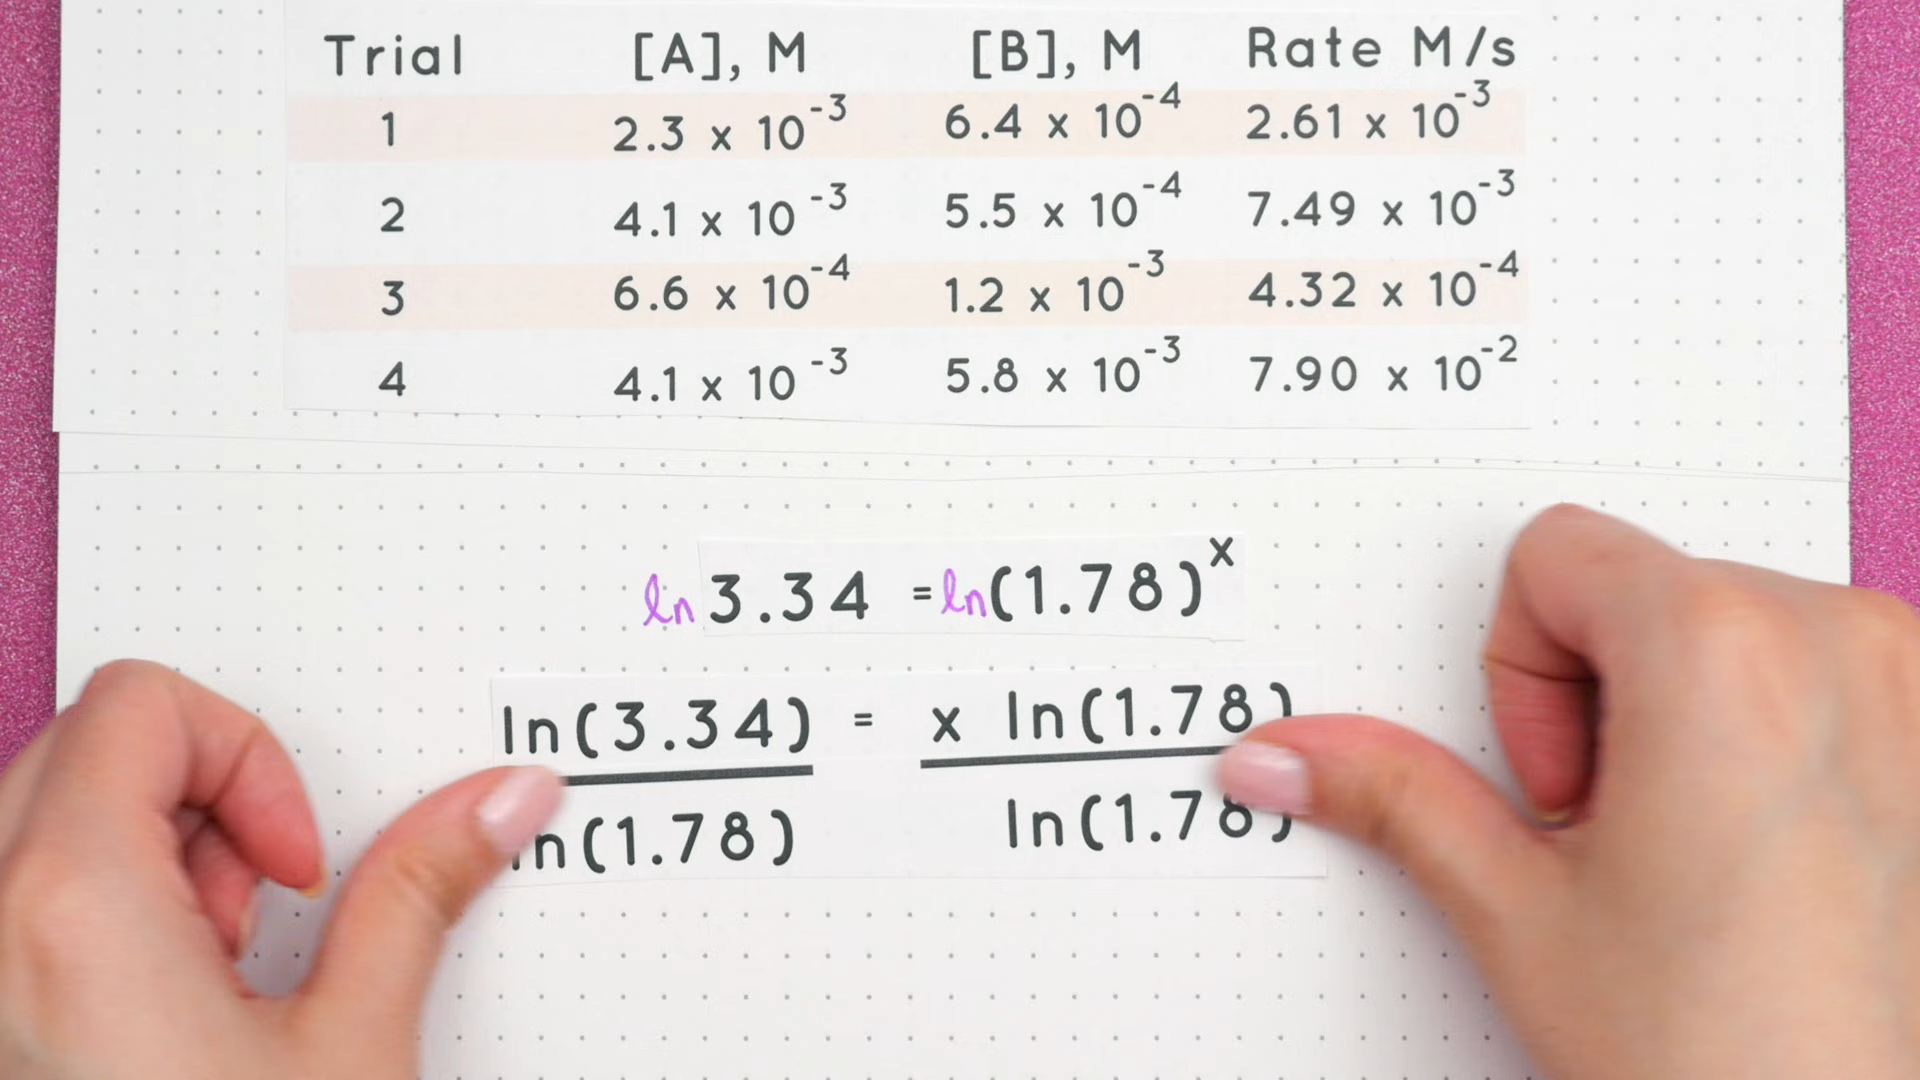 Trial [A], M [B], M Rate M/s
1 2.3 x 10⁻³ 6.4 x 10⁻⁴ 2.61 x 10⁻³
2 4.1 x 10⁻³ 5.5 x 10⁻⁴ 7.49 x 10⁻³
3 6.6 x 10⁻⁴ 1.2 x 10⁻³ 4.32 x 10⁻⁴
4 4.1 x 10⁻³ 5.8 x 10⁻³ 7.90 x 10⁻²
ln 3.34 = ln(1.78)ˣ
ln(3.34) = x ln(1.78)
ln(1.78) ln(1.78)